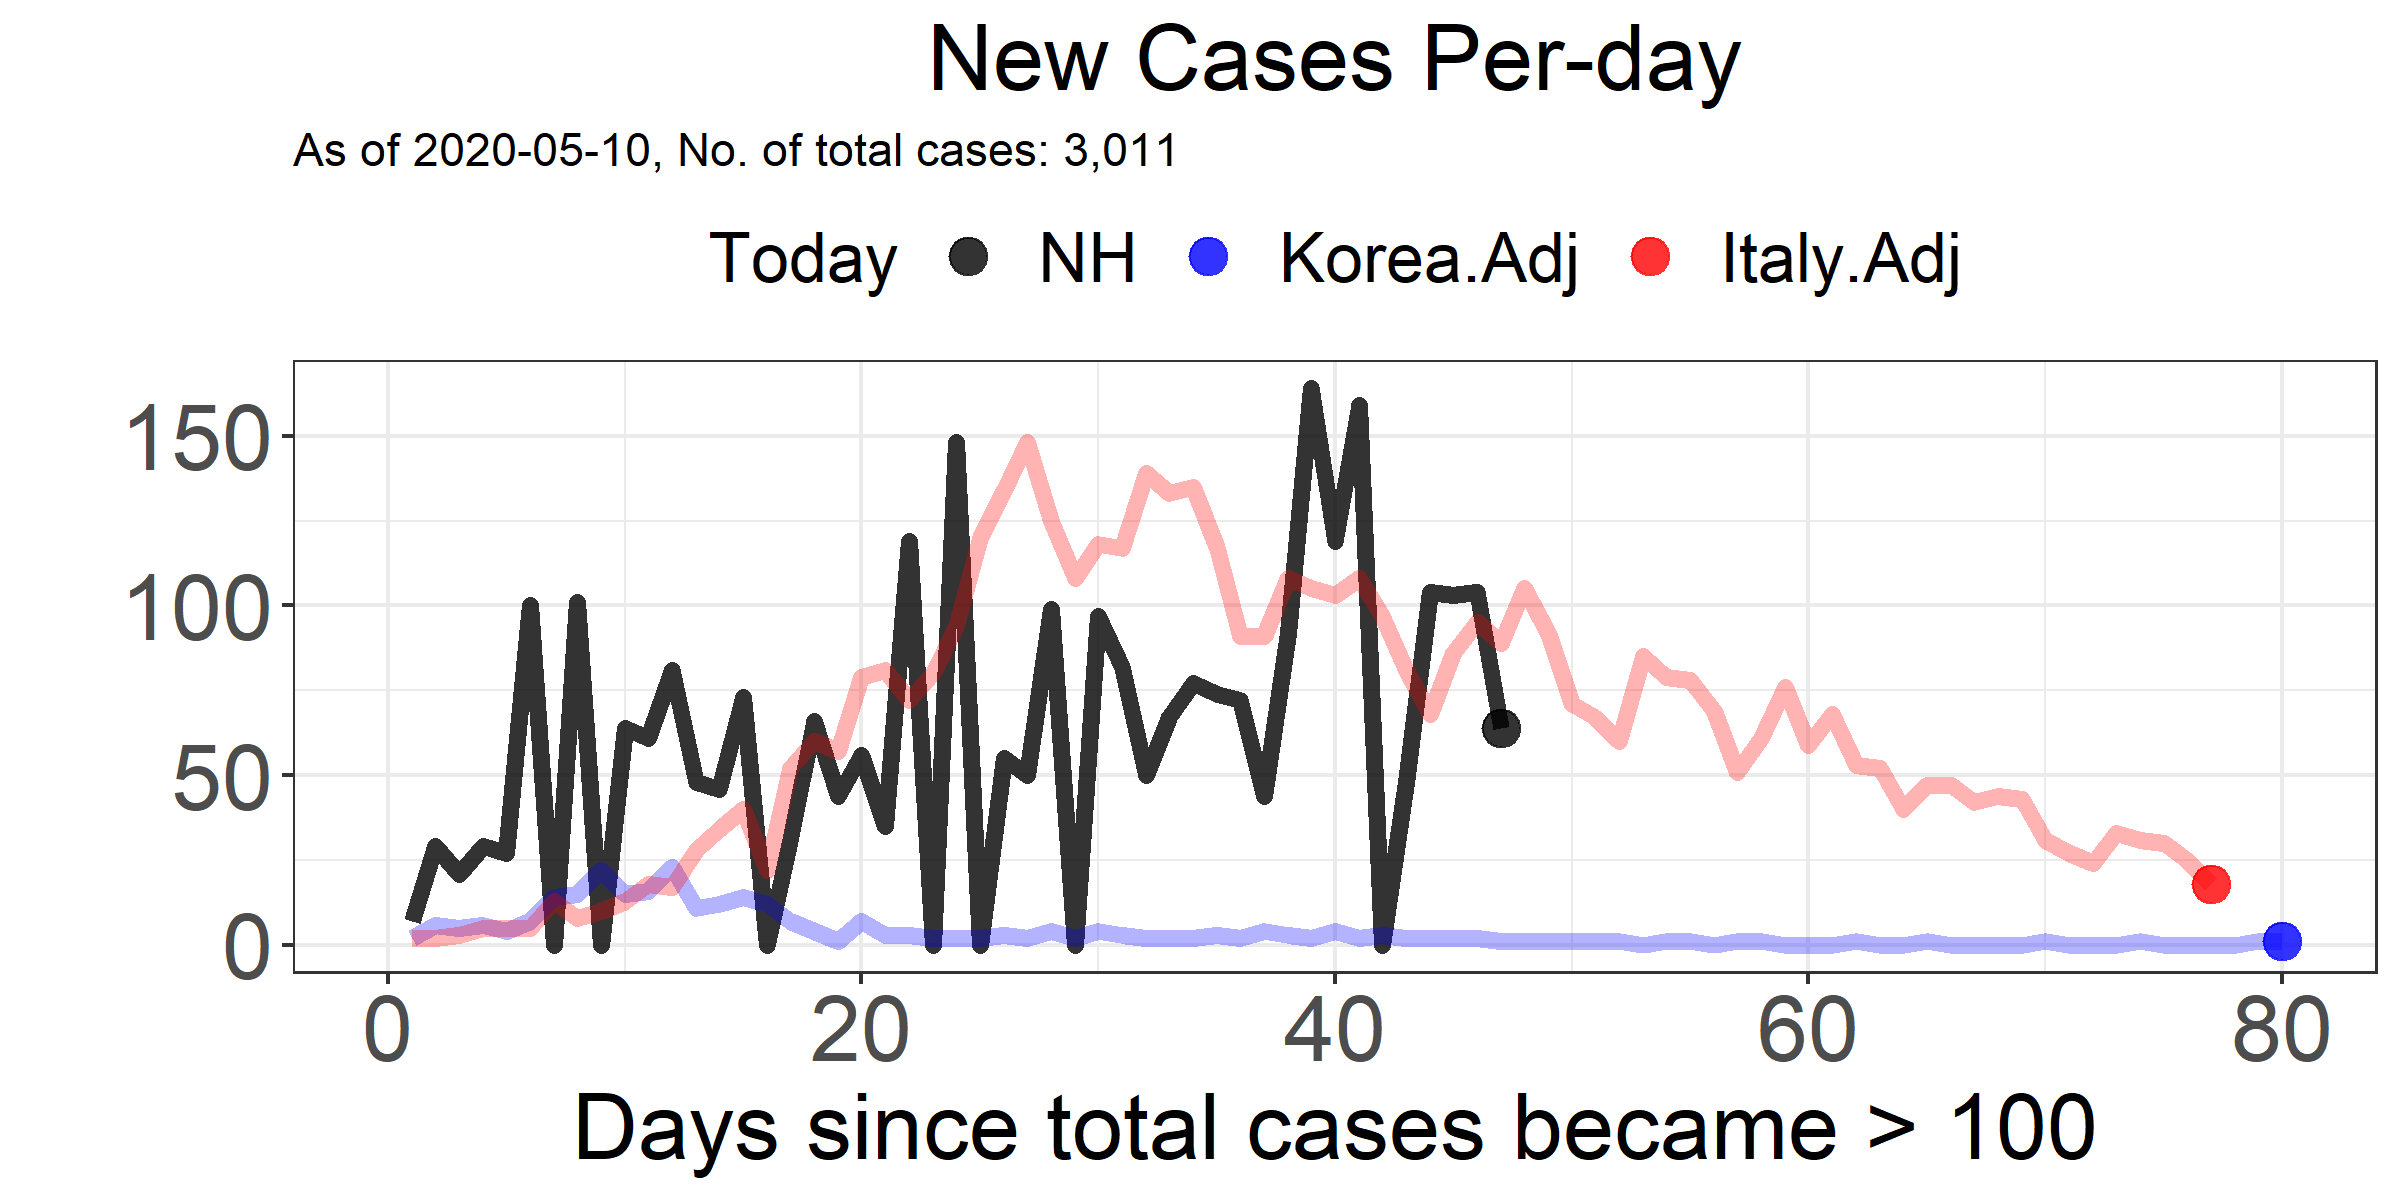 New Cases Per-day
As of 2020-05-10, No. of total cases: 3,011
Today NH Korea.Adj Italy.Adj
150
100
50
0
0 20 40 60 80
Days since total cases became > 100